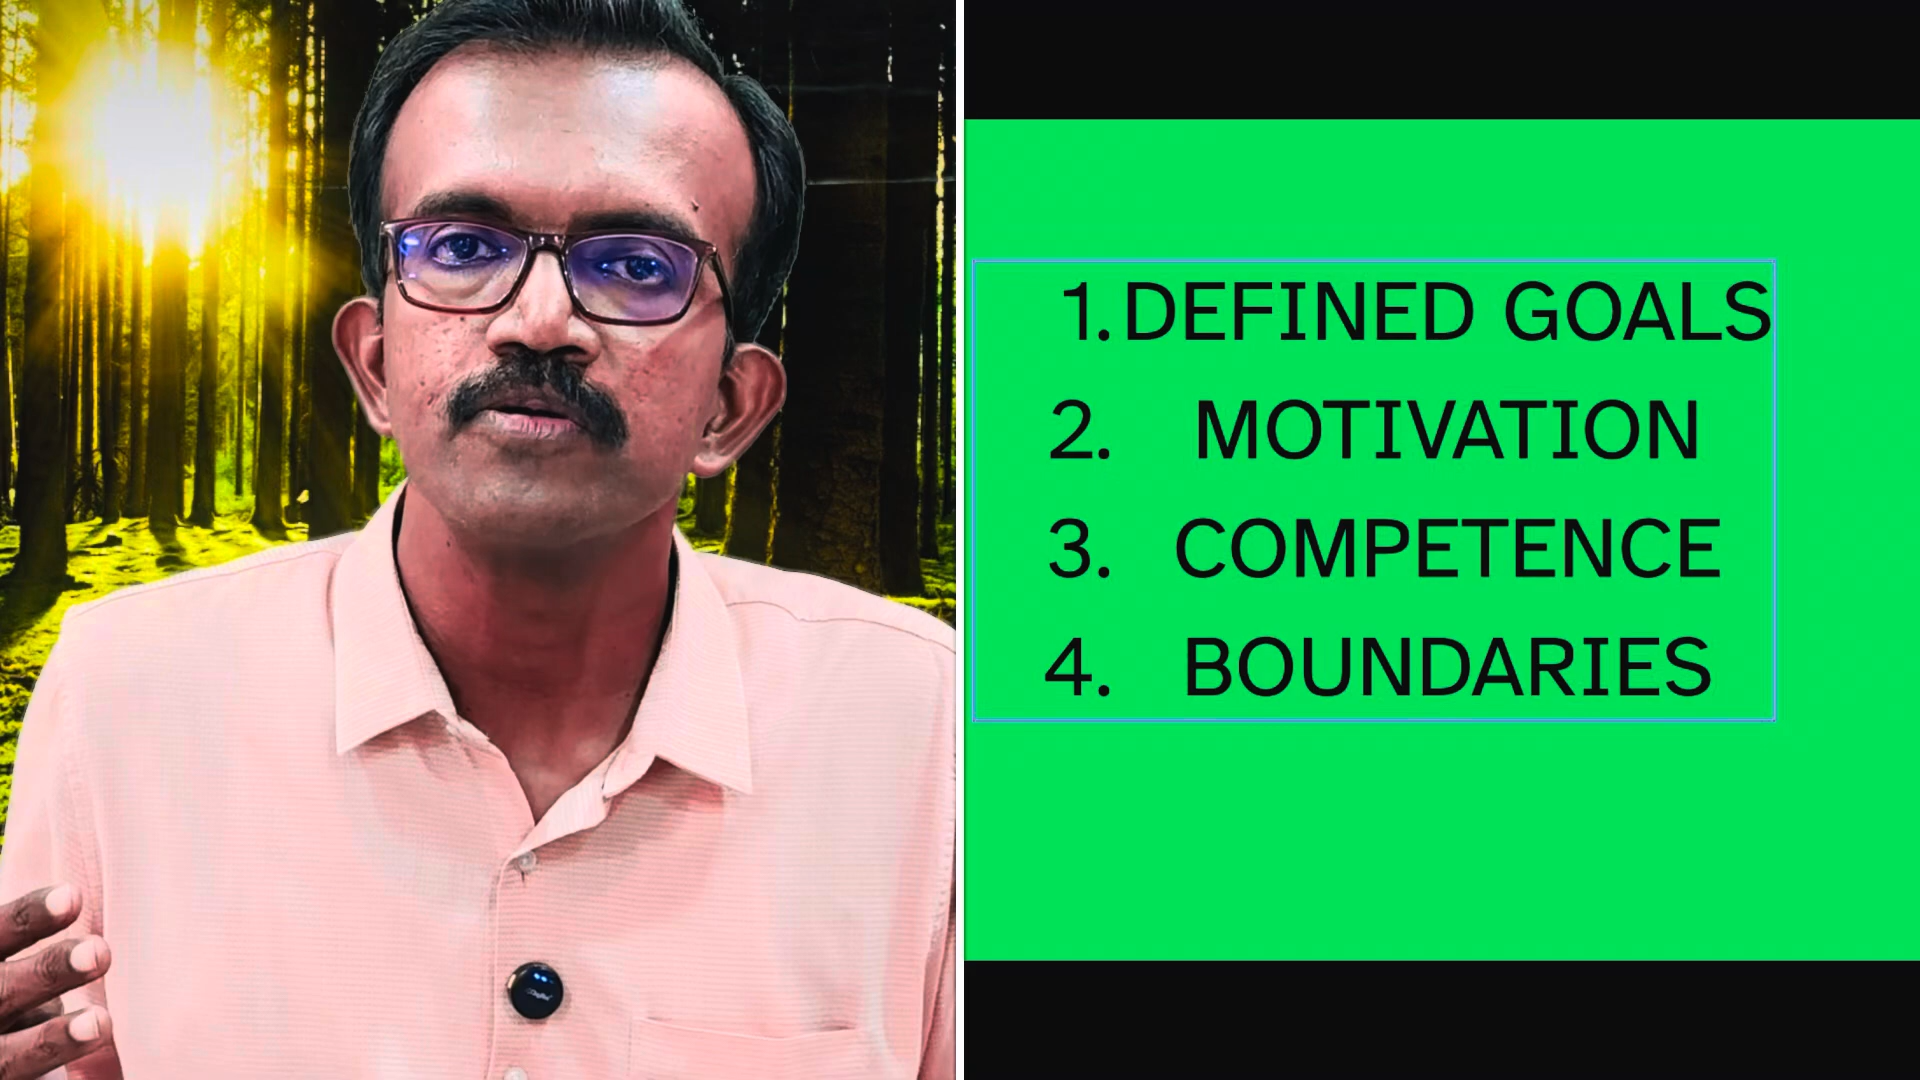 1. DEFINED GOALS
2. MOTIVATION
3. COMPETENCE
4. BOUNDARIES